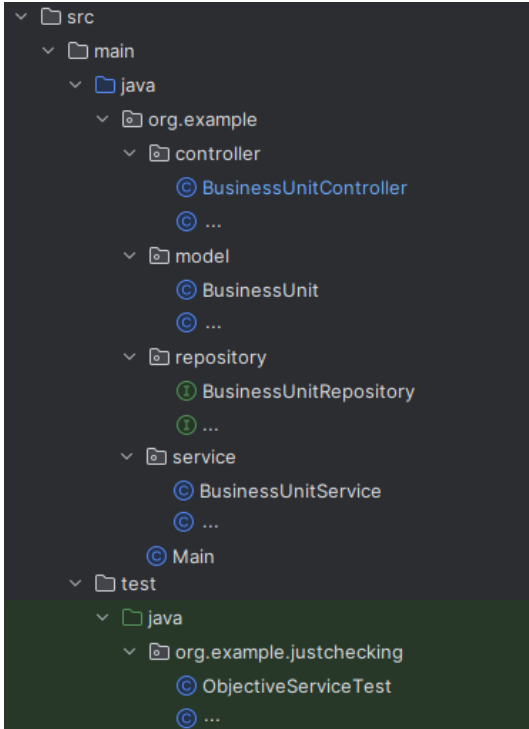 src
main
java
org.example
controller
BusinessUnitController
...
model
BusinessUnit
...
repository
BusinessUnitRepository
...
service
BusinessUnitService
...
Main
test
java
org.example.justchecking
ObjectiveServiceTest
...